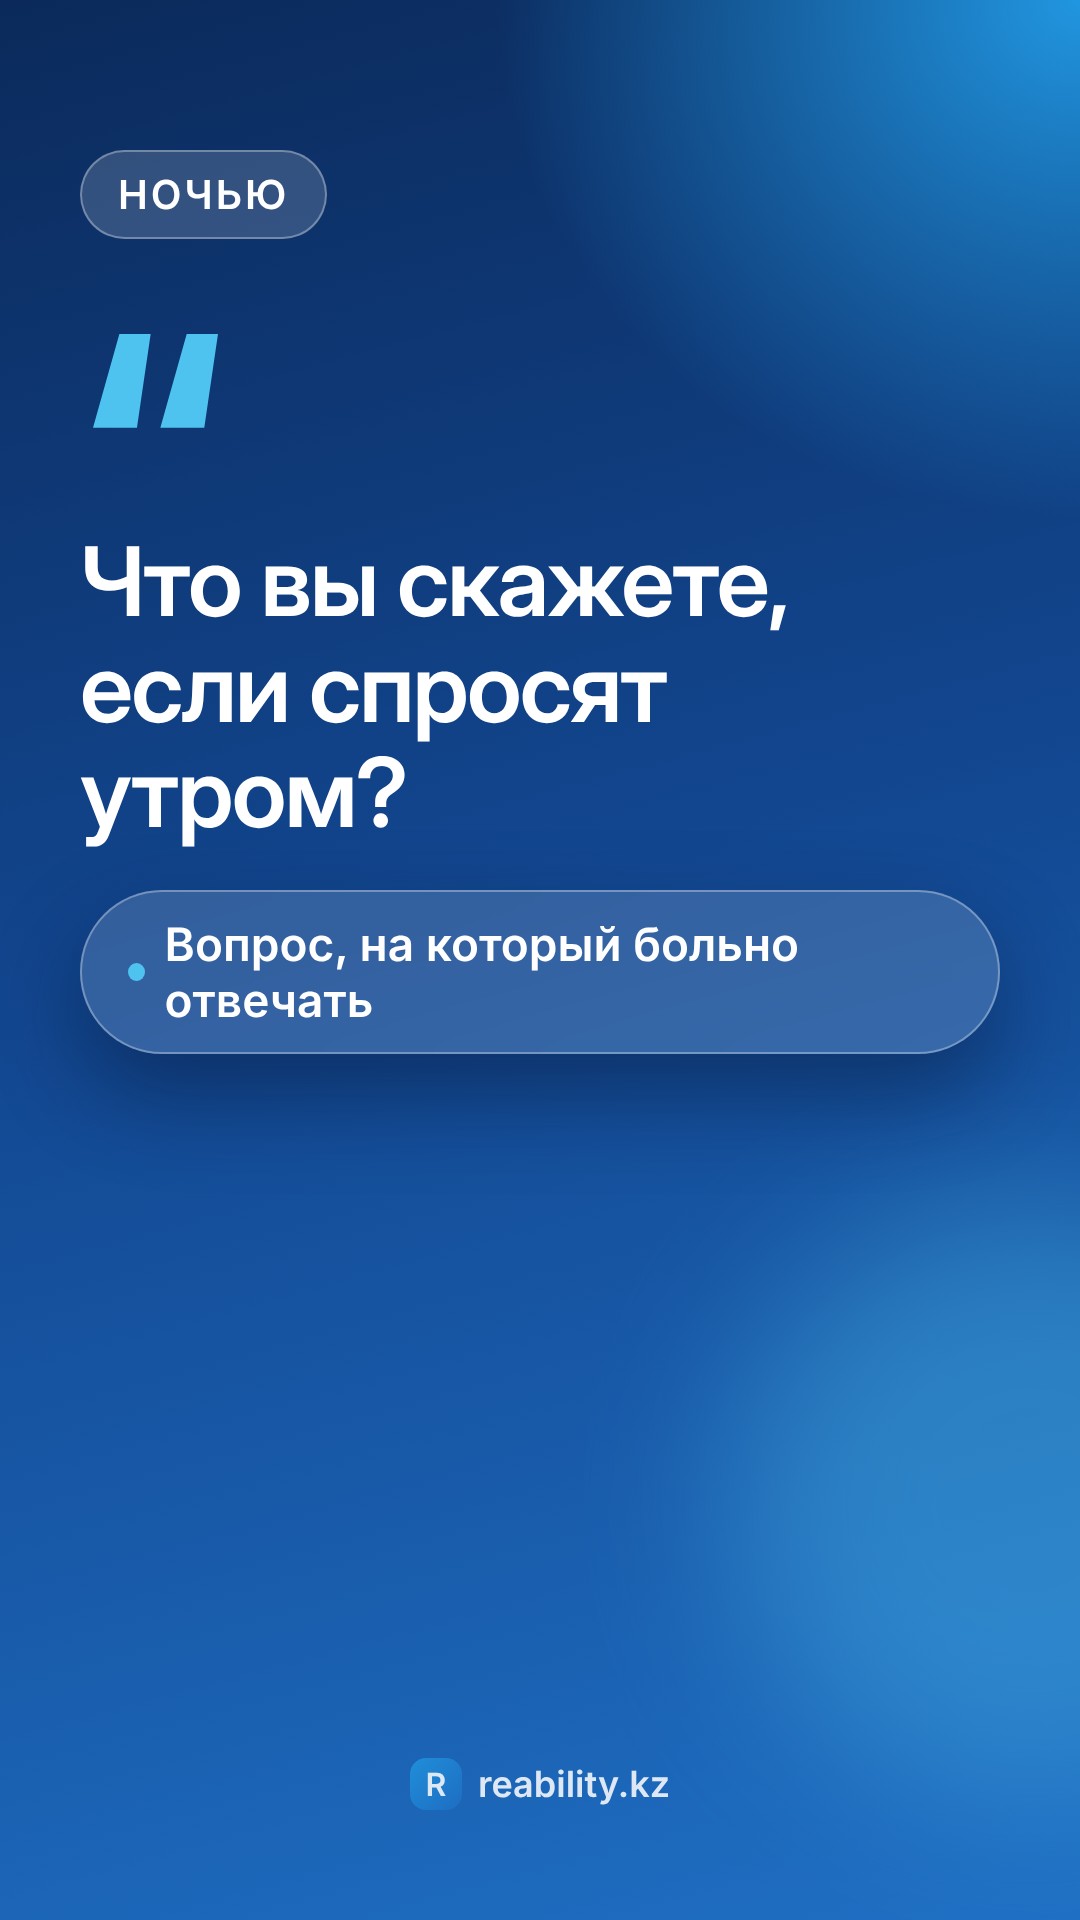 НОЧЬЮ
"
Что вы скажете,
если спросят
утром?
Вопрос, на который больно
отвечать
R reability.kz